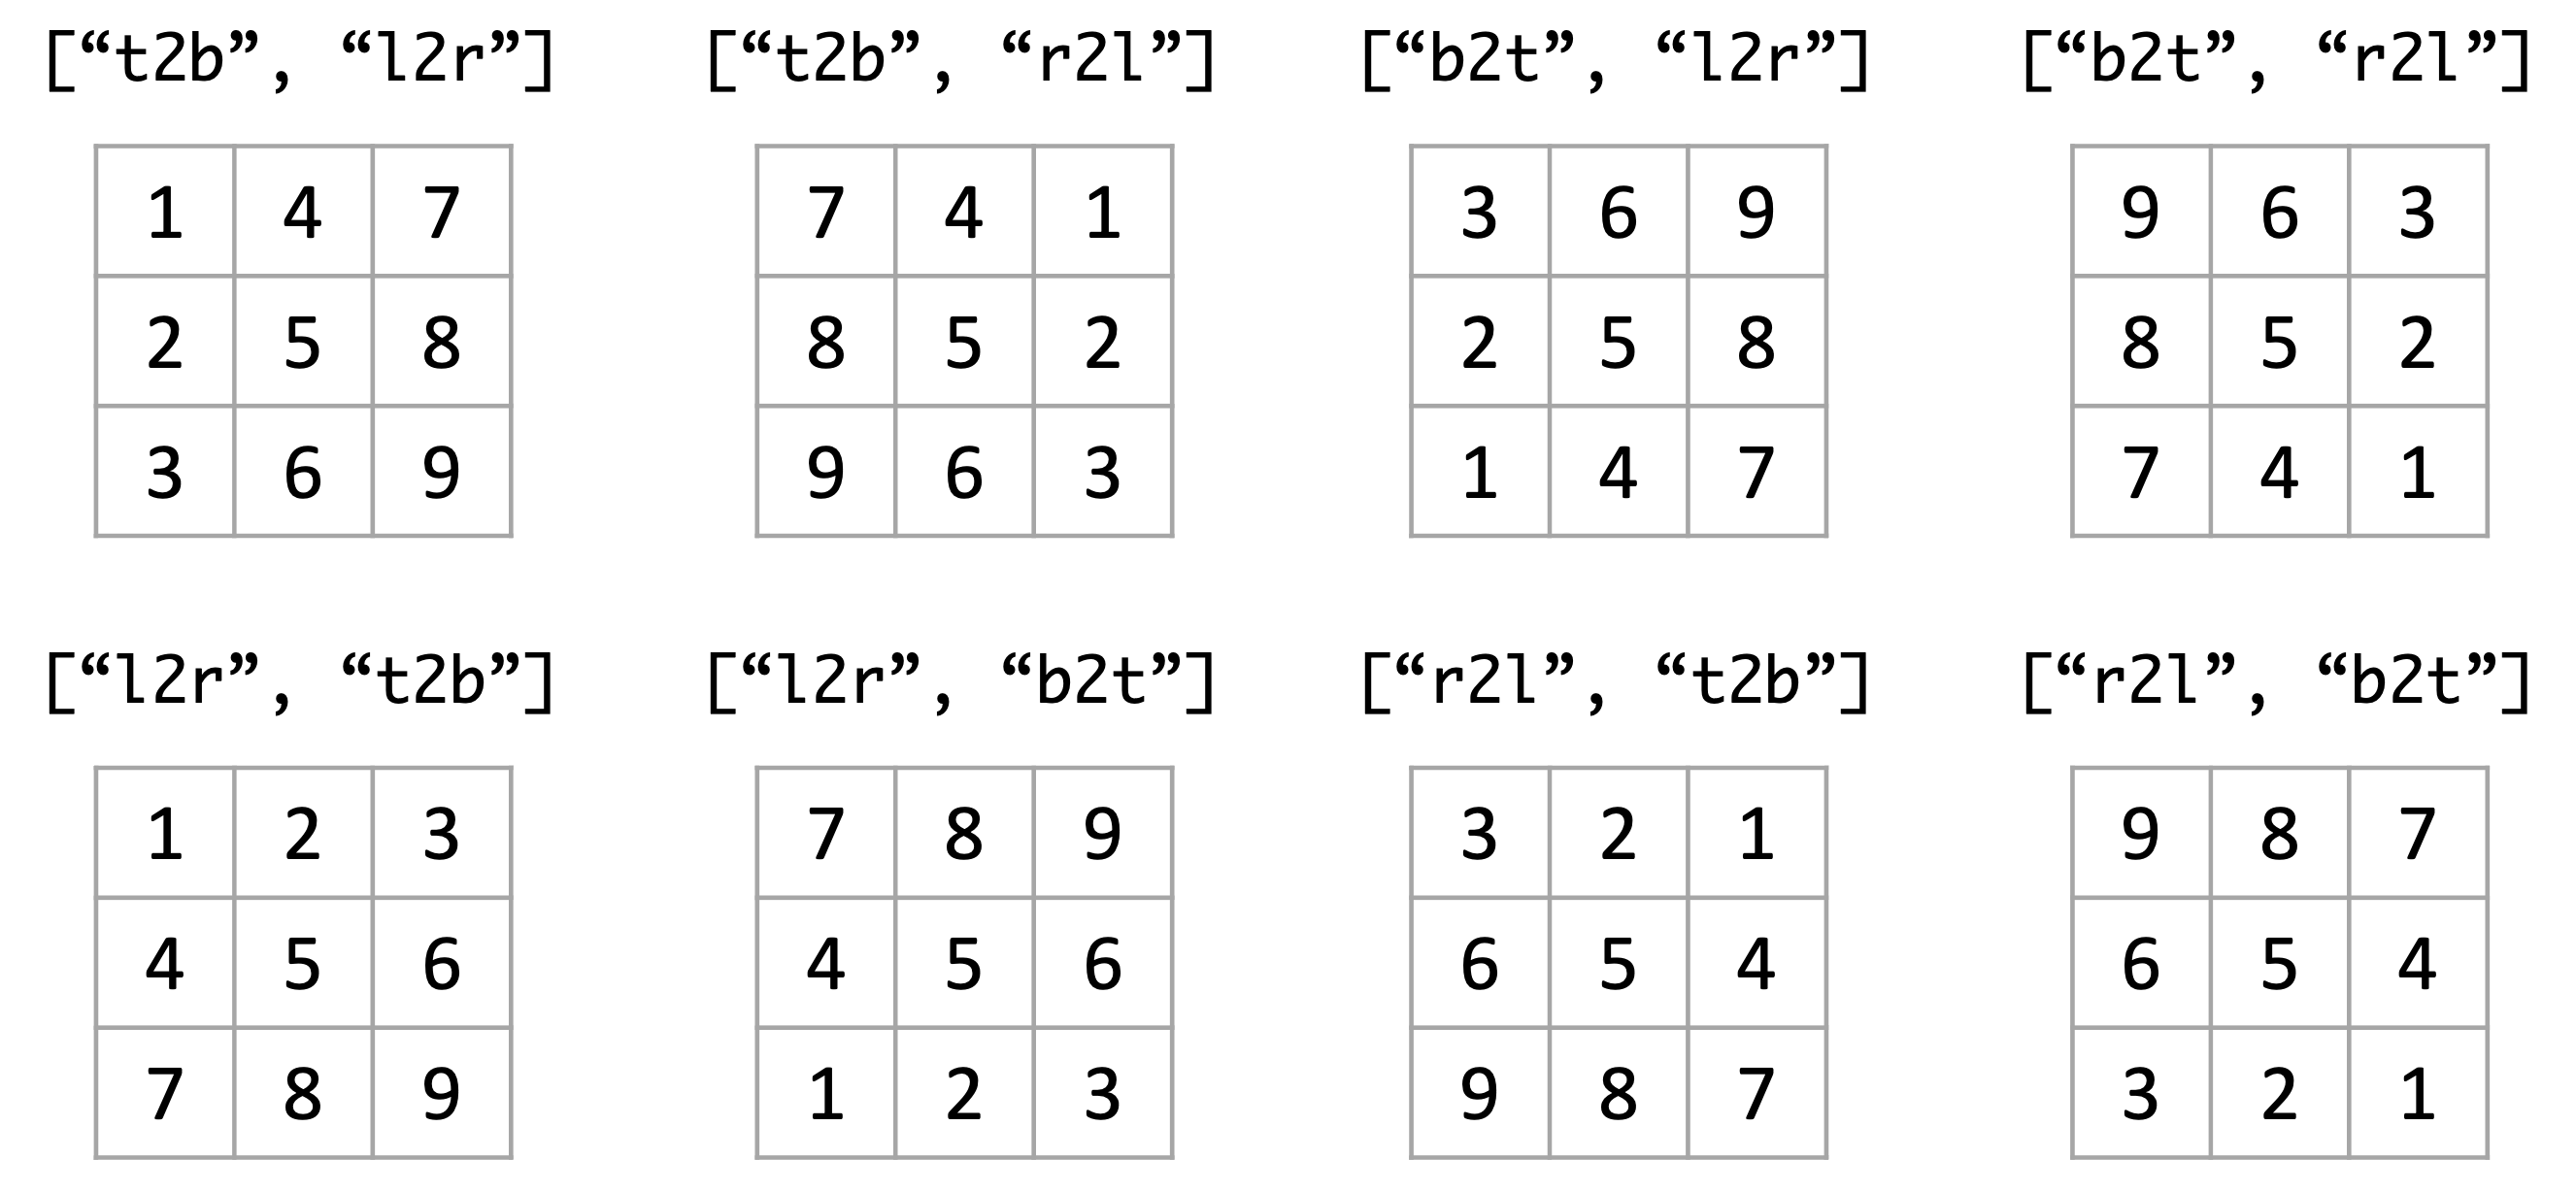 [“t2b”, “l2r”] [“t2b”, “r2l”] [“b2t”, “l2r”] [“b2t”, “r2l”]
1 4 7 7 4 1 3 6 9 9 6 3
2 5 8 8 5 2 2 5 8 8 5 2
3 6 9 9 6 3 1 4 7 7 4 1
[“l2r”, “t2b”] [“l2r”, “b2t”] [“r2l”, “t2b”] [“r2l”, “b2t”]
1 2 3 7 8 9 3 2 1 9 8 7
4 5 6 4 5 6 6 5 4 6 5 4
7 8 9 1 2 3 9 8 7 3 2 1